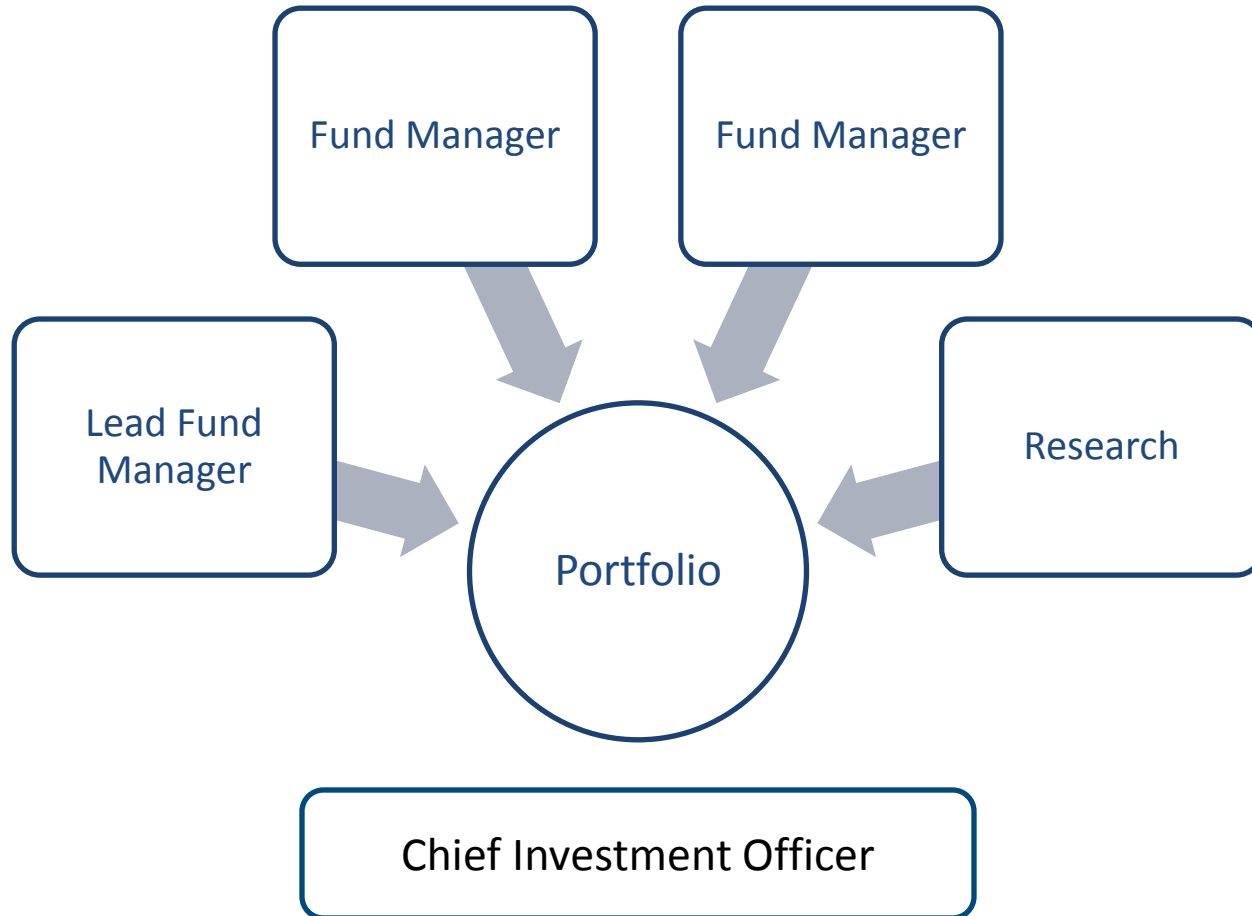 Fund Manager
Fund Manager
Lead Fund
Manager
Research
Portfolio
Chief Investment Officer